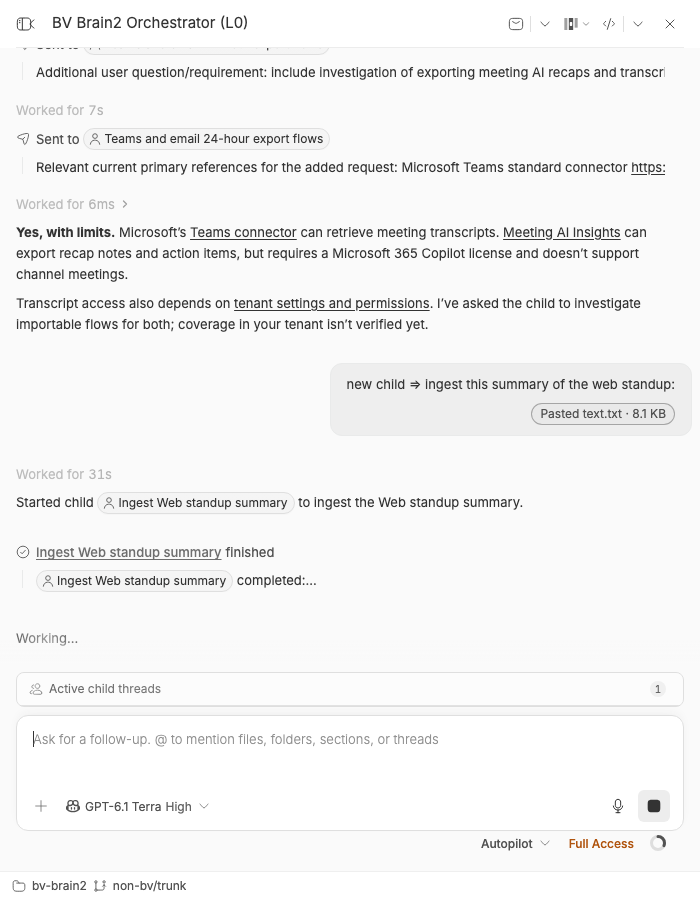 BV Brain2 Orchestrator (L0)
Sent to
Additional user question/requirement: include investigation of exporting meeting AI recaps and transcri
Worked for 7s
Sent to Teams and email 24-hour export flows
Relevant current primary references for the added request: Microsoft Teams standard connector https:
Worked for 6ms
Yes, with limits. Microsoft’s Teams connector can retrieve meeting transcripts. Meeting AI Insights can
export recap notes and action items, but requires a Microsoft 365 Copilot license and doesn’t support
channel meetings.
Transcript access also depends on tenant settings and permissions. I’ve asked the child to investigate
importable flows for both; coverage in your tenant isn’t verified yet.
new child ⇒ ingest this summary of the web standup:
Pasted text.txt · 8.1 KB
Worked for 31s
Started child Ingest Web standup summary to ingest the Web standup summary.
Ingest Web standup summary finished
Ingest Web standup summary completed:...
Working...
Active child threads 1
Ask for a follow-up. @ to mention files, folders, sections, or threads
GPT-6.1 Terra High
Autopilot Full Access
bv-brain2 non-bv/trunk